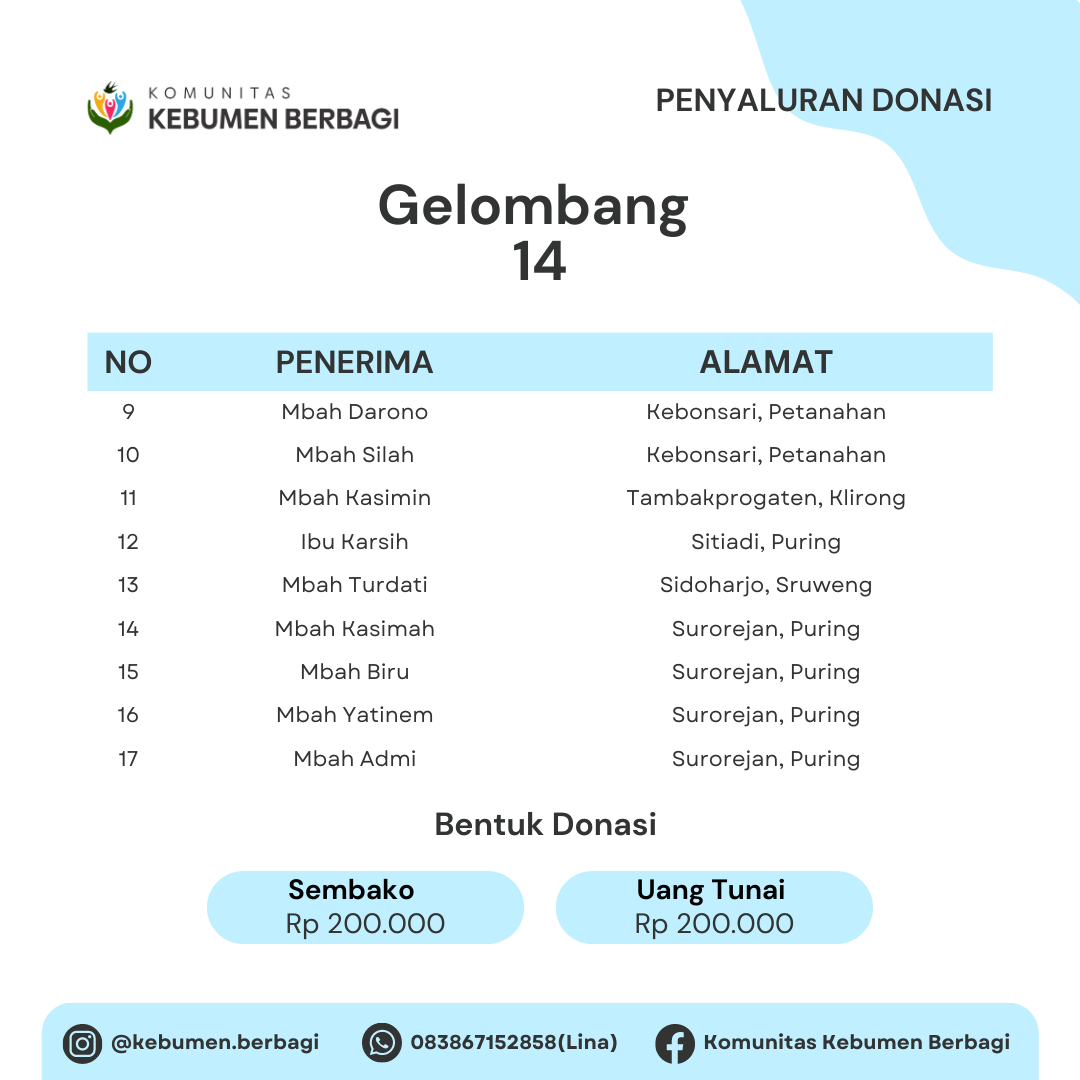 KOMUNITAS
KEBUMEN BERBAGI
PENYALURAN DONASI
Gelombang
14
NO PENERIMA ALAMAT
9 Mbah Darono Kebonsari, Petanahan
10 Mbah Silah Kebonsari, Petanahan
11 Mbah Kasimin Tambakprogaten, Klirong
12 Ibu Karsih Sitiadi, Puring
13 Mbah Turdati Sidoharjo, Sruweng
14 Mbah Kasimah Surorejan, Puring
15 Mbah Biru Surorejan, Puring
16 Mbah Yatinem Surorejan, Puring
17 Mbah Admi Surorejan, Puring
Bentuk Donasi
Sembako Uang Tunai
Rp 200.000 Rp 200.000
@kebumen.berbagi 083867152858(Lina) Komunitas Kebumen Berbagi